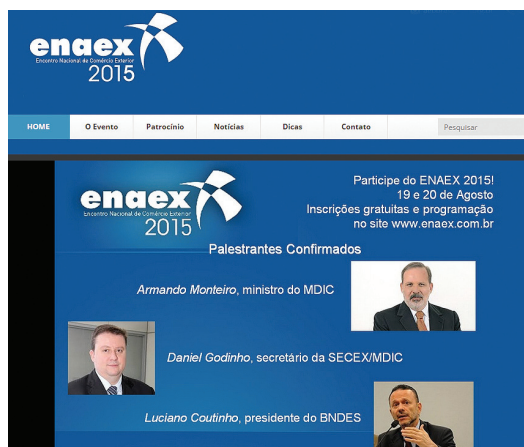 enaex
Encontro Nacional de Comércio Exterior
2015
HOME
O Evento
Patrocínio
Notícias
Dicas
Contato
Pesquisar
enaex
Encontro Nacional de Comércio Exterior
2015
Participe do ENAEX 2015!
19 e 20 de Agosto
Inscrições gratuitas e programação
no site www.enaex.com.br
Palestrantes Confirmados
Armando Monteiro, ministro do MDIC
Daniel Godinho, secretário da SECEX/MDIC
Luciano Coutinho, presidente do BNDES